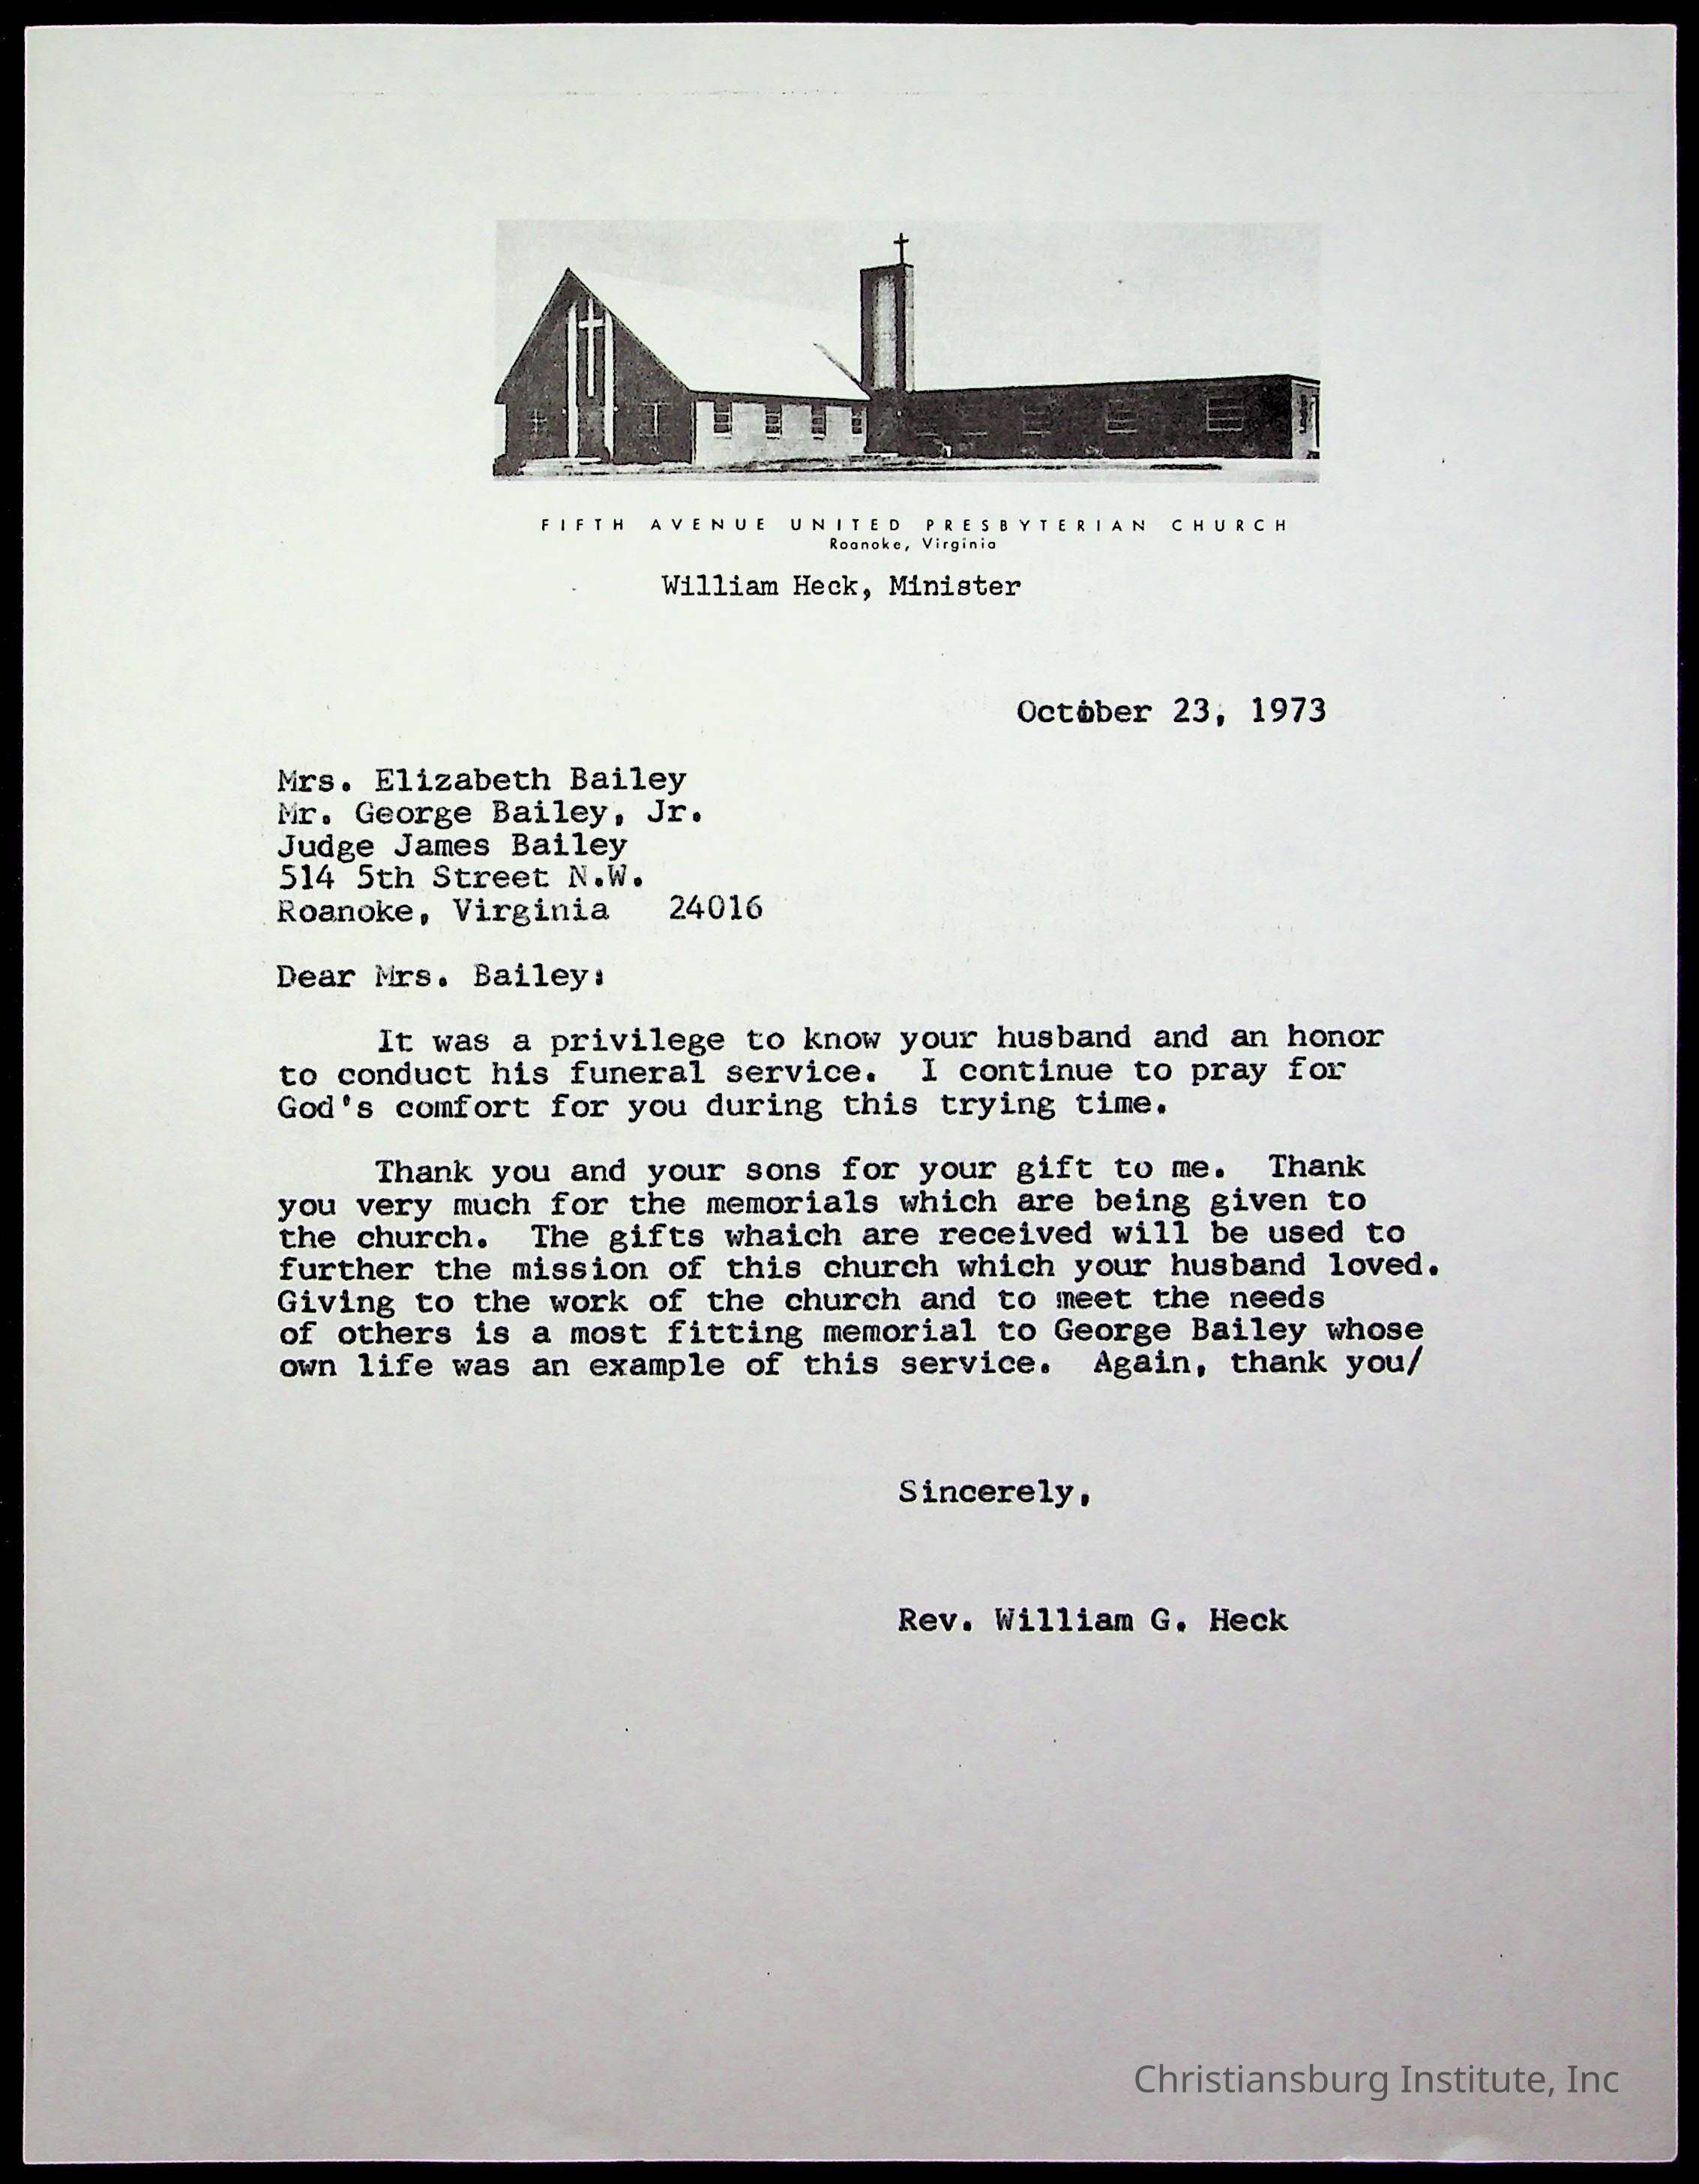 FIFTH AVENUE UNITED PRESBYTERIAN CHURCH
Roanoke, Virginia
William Heck, Minister
October 23, 1973
Mrs. Elizabeth Bailey
Mr. George Bailey, Jr.
Judge James Bailey
514 5th Street N.W.
Roanoke, Virginia 24016
Dear Mrs. Bailey:
It was a privilege to know your husband and an honor
to conduct his funeral service. I continue to pray for
God's comfort for you during this trying time.
Thank you and your sons for your gift to me. Thank
you very much for the memorials which are being given to
the church. The gifts whaich are received will be used to
further the mission of this church which your husband loved.
Giving to the work of the church and to meet the needs
of others is a most fitting memorial to George Bailey whose
own life was an example of this service. Again, thank you/
Sincerely,
Rev. William G. Heck
Christiansburg Institute, Inc